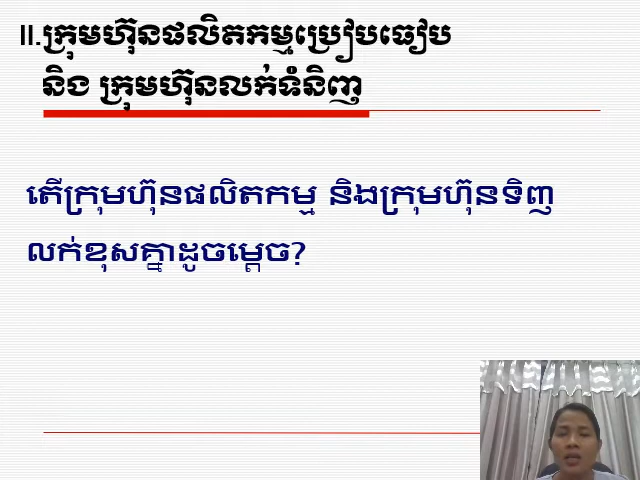 II.ក្រុមហ៊ុនផលិតកម្មប្រៀបធៀប
និង ក្រុមហ៊ុនលក់ទំនិញ
តើក្រុមហ៊ុនផលិតកម្ម និងក្រុមហ៊ុនទិញ
លក់ខុសគ្នាដូចម្តេច?